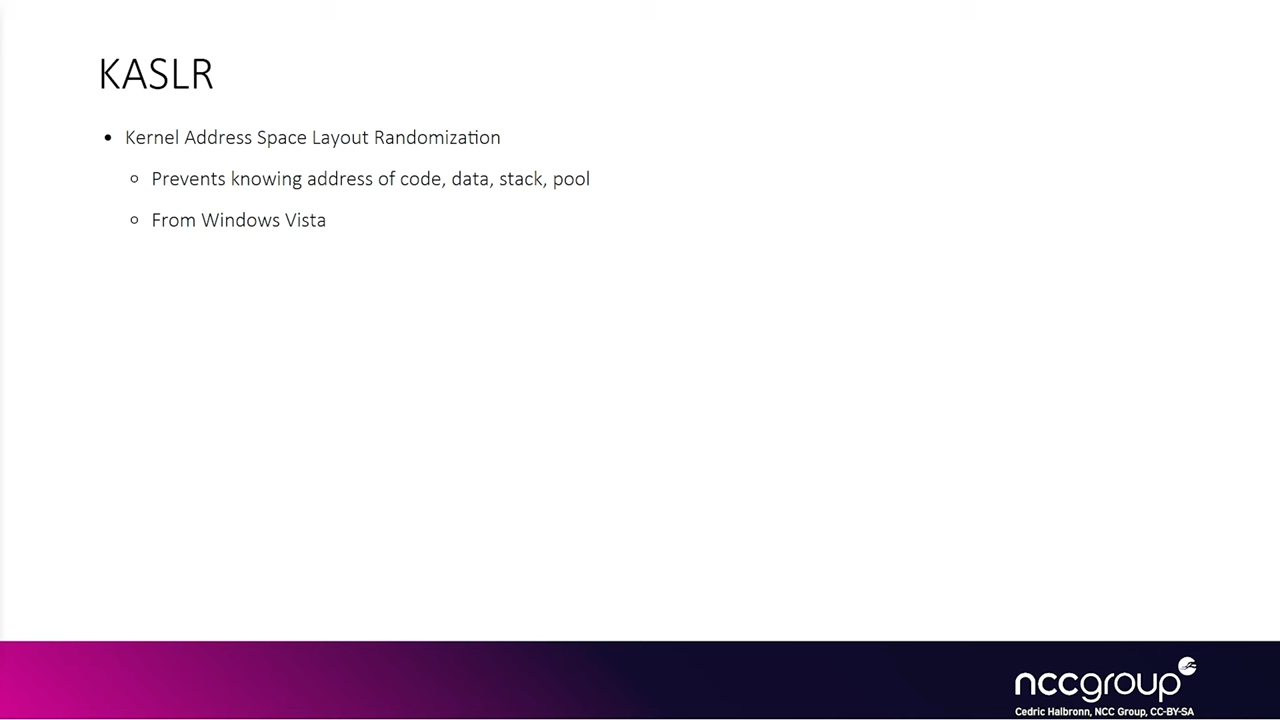 KASLR
• Kernel Address Space Layout Randomization
○ Prevents knowing address of code, data, stack, pool
○ From Windows Vista
nccgroup
Cedric Halbronn, NCC Group, CC-BY-SA